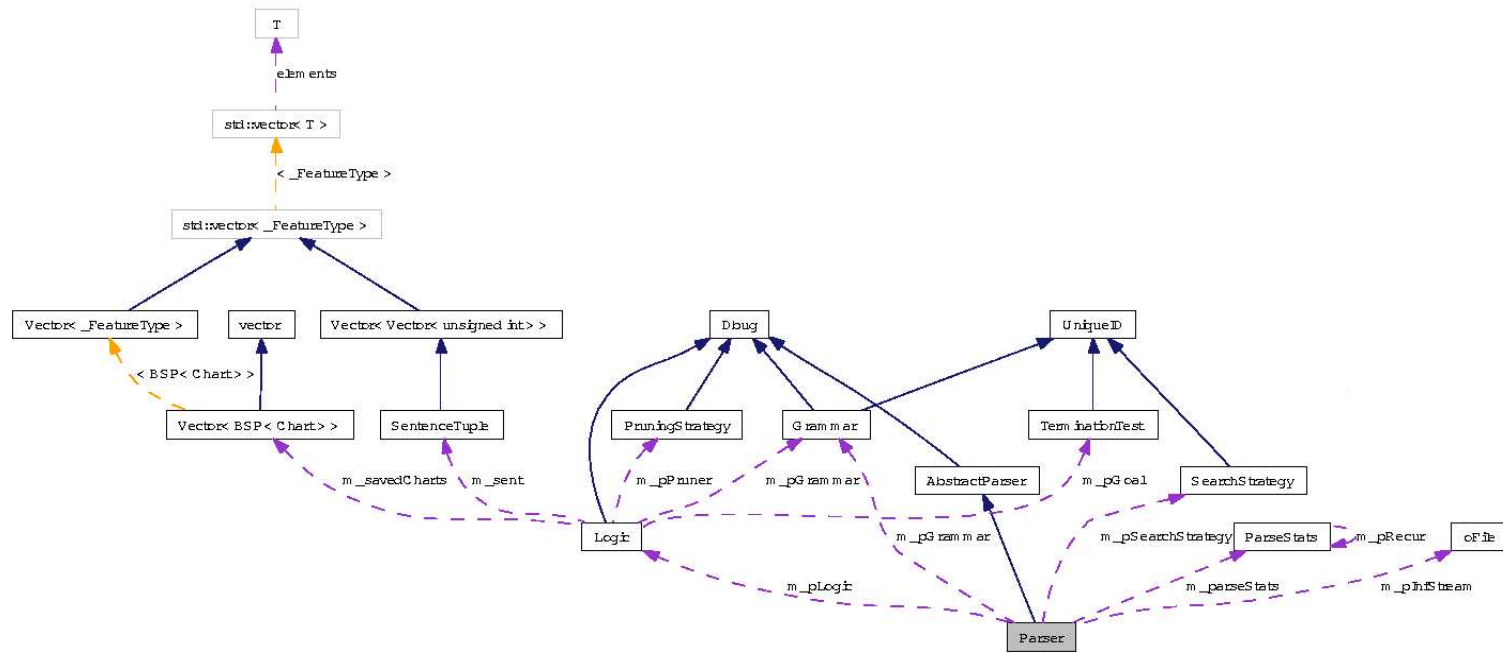 T
elements
std::vector< T >
< _FeatureType >
std::vector< _FeatureType >
Vector< _FeatureType >
vector
Vector< Vector< unsigned int > >
Dbug
UniqueID
< BSP< Chart > >
Vector< BSP< Chart > >
SentenceTuple
PruningStrategy
Grammar
TerminationTest
m_savedCharts
m_sent
m_pPruner
m_pGrammar
AbstractParser
m_pGoal
SearchStrategy
Logic
m_pGrammar
m_pSearchStrategy
ParseStats
m_pRecur
oFile
m_pLogic
m_parseStats
m_pInfStream
Parser